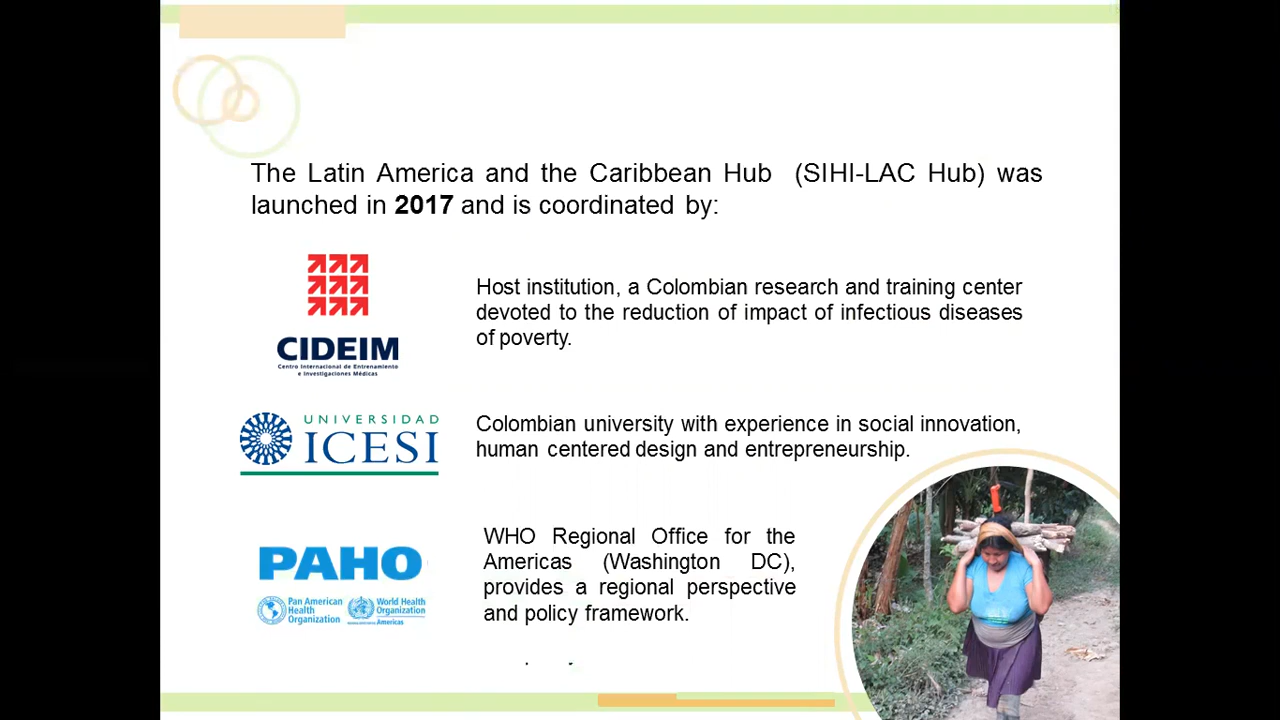 The Latin America and the Caribbean Hub (SIHI-LAC Hub) was
launched in 2017 and is coordinated by:
CIDEIM
Centro Internacional de Entrenamiento
e Investigaciones Médicas
Host institution, a Colombian research and training center
devoted to the reduction of impact of infectious diseases
of poverty.
UNIVERSIDAD
ICESI
Colombian university with experience in social innovation,
human centered design and entrepreneurship.
PAHO
Pan American
Health
Organization
World Health
Organization
Americas
WHO Regional Office for the
Americas (Washington DC),
provides a regional perspective
and policy framework.